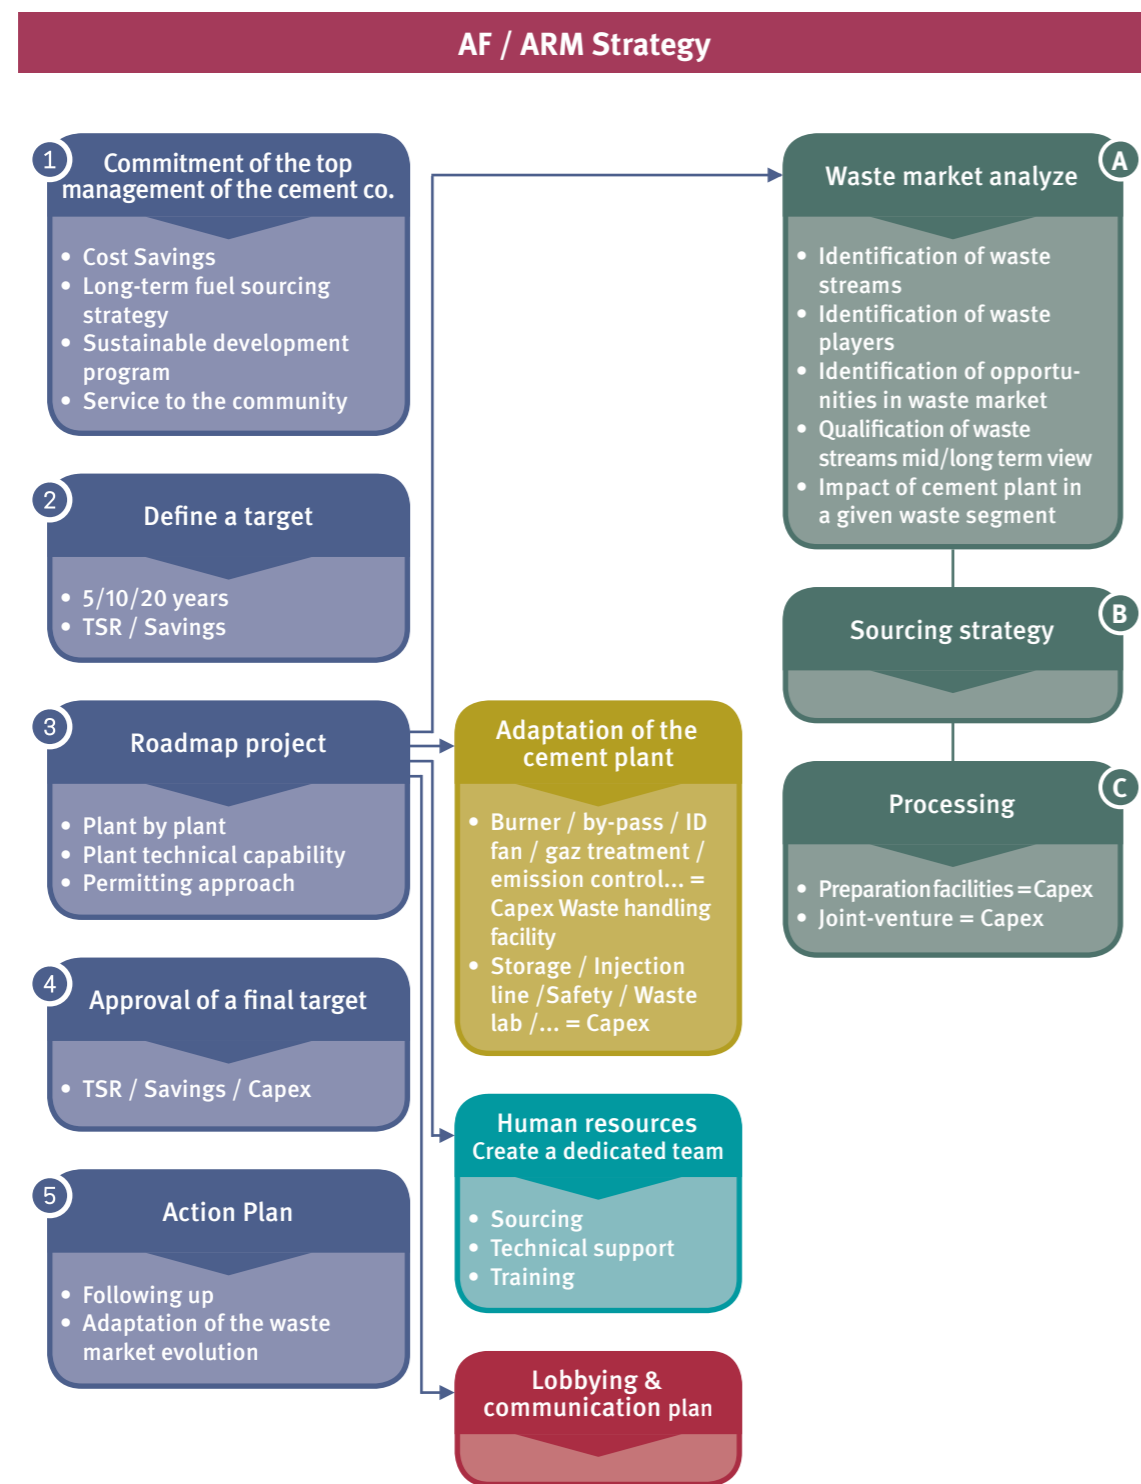 AF / ARM Strategy
1
Commitment of the top
management of the cement co.
• Cost Savings
• Long-term fuel sourcing
strategy
• Sustainable development
program
• Service to the community
2
Define a target
• 5/10/20 years
• TSR / Savings
3
Roadmap project
• Plant by plant
• Plant technical capability
• Permitting approach
4
Approval of a final target
• TSR / Savings / Capex
5
Action Plan
• Following up
• Adaptation of the waste
market evolution
Adaptation of the
cement plant
• Burner / by-pass / ID
fan / gaz treatment /
emission control... =
Capex Waste handling
facility
• Storage / Injection
line /Safety / Waste
lab /... = Capex
Human resources
Create a dedicated team
• Sourcing
• Technical support
• Training
Lobbying &
communication plan
A
Waste market analyze
• Identification of waste
streams
• Identification of waste
players
• Identification of opportu-
nities in waste market
• Qualification of waste
streams mid/long term view
• Impact of cement plant in
a given waste segment
B
Sourcing strategy
C
Processing
• Preparation facilities = Capex
• Joint-venture = Capex